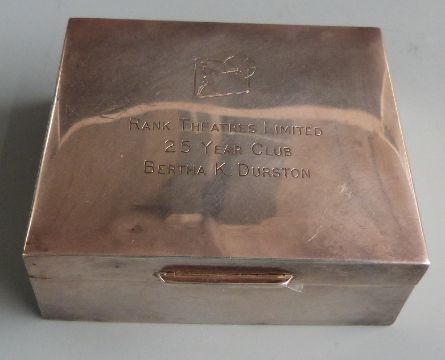 RANK THEATRES LIMITED
25 YEAR CLUB
BERTHA K. DURSTON